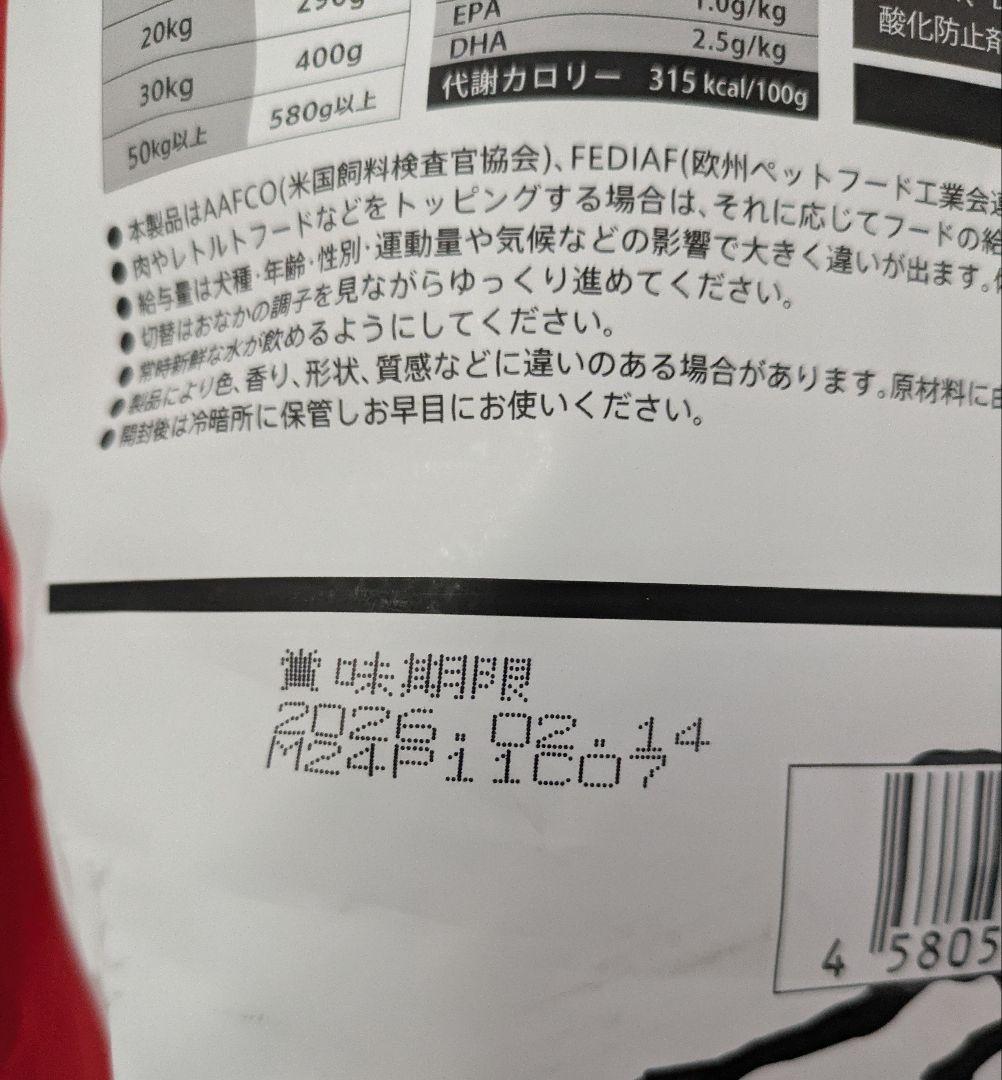 20kg
290g
30kg
400g
50kg以上
580g以上
EPA 1.0g/kg
DHA 2.5g/kg
代謝カロリー 315 kcal/100g
酸化防止剤
●本製品はAAFCO(米国飼料検査官協会)、FEDIAF(欧州ペットフード工業会連
●肉やレトルトフードなどをトッピングする場合は、それに応じてフードの給
●給与量は犬種・年齢・性別・運動量や気候などの影響で大きく違いが出ます。体
●切替はおなかの調子を見ながらゆっくり進めてください。
●常時新鮮な水が飲めるようにしてください。
●製品により色、香り、形状、質感などに違いのある場合があります。原材料に由
●開封後は冷暗所に保管しお早目にお使いください。
賞味期限
2026.02.14
M24P11C07
4 5805